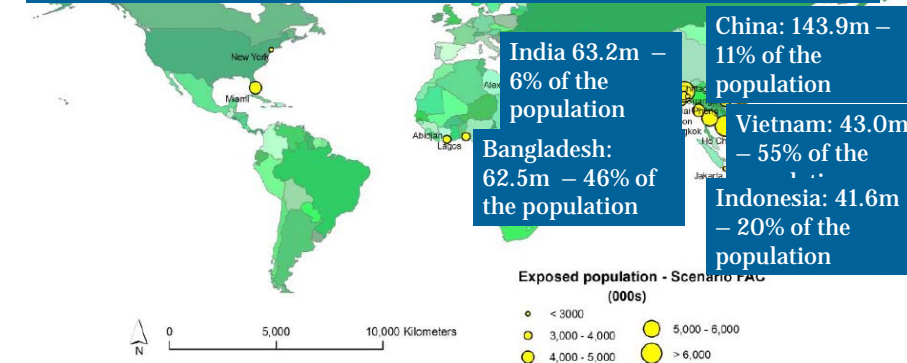 China: 143.9m –
11% of the
population
India 63.2m –
6% of the
population
New York
Miami
Abidjan
Lagos
Bangladesh:
62.5m – 46% of
the population
Vietnam: 43.0m
– 55% of the
Jakarta
Indonesia: 41.6m
– 20% of the
population
Exposed population - Scenario FAC
(000s)
< 3000
3,000 - 4,000
4,000 - 5,000
5,000 - 6,000
> 6,000
0 5,000 10,000 Kilometers
N